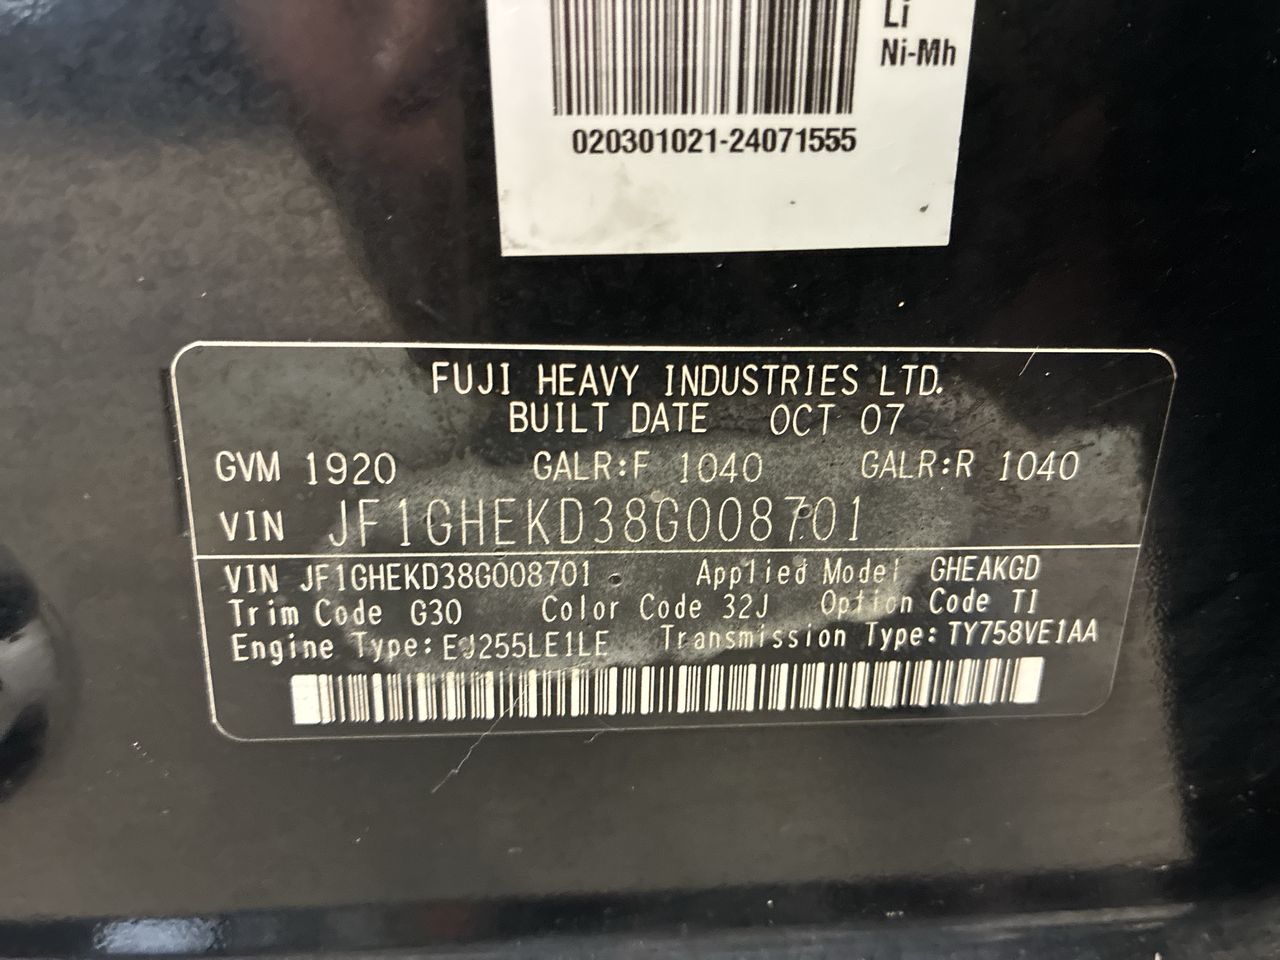 Li
Ni-Mh
020301021-24071555
FUJI HEAVY INDUSTRIES LTD.
BUILT DATE OCT 07
GVM 1920 GALR:F 1040 GALR:R 1040
VIN JF1GHEKD38G008701
VIN JF1GHEKD38G008701 Applied Model GHEAKGD
Trim Code G30 Color Code 32J Option Code TI
Engine Type: EJ255LE1LE Transmission Type: TY758VE1AA